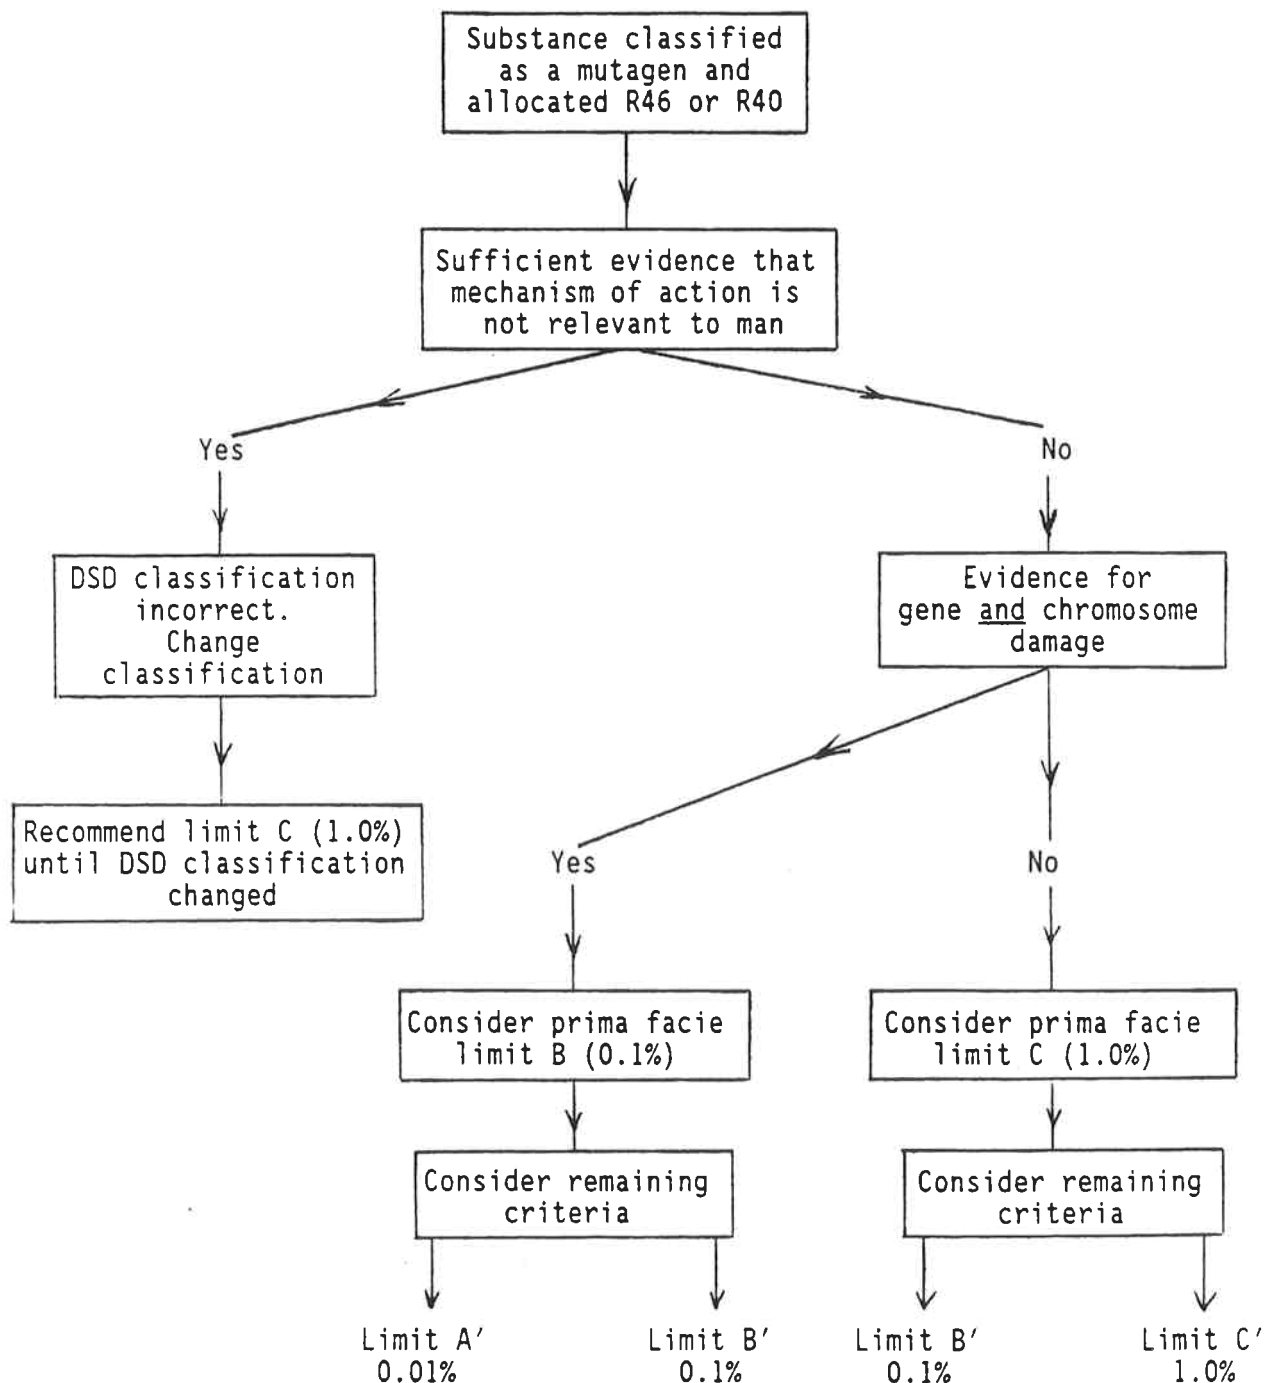 Substance classified
as a mutagen and
allocated R46 or R40
Sufficient evidence that
mechanism of action is
not relevant to man
Yes
No
DSD classification
incorrect.
Change
classification
Evidence for
gene and chromosome
damage
Recommend limit C (1.0%)
until DSD classification
changed
Yes
No
Consider prima facie
limit B (0.1%)
Consider prima facie
limit C (1.0%)
Consider remaining
criteria
Consider remaining
criteria
Limit A′
0.01%
Limit B′
0.1%
Limit B′
0.1%
Limit C′
1.0%